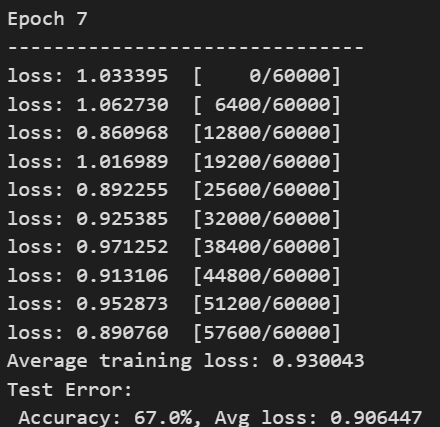 Epoch 7
-------------------------------
loss: 1.033395  [    0/60000]
loss: 1.062730  [ 6400/60000]
loss: 0.860968  [12800/60000]
loss: 1.016989  [19200/60000]
loss: 0.892255  [25600/60000]
loss: 0.925385  [32000/60000]
loss: 0.971252  [38400/60000]
loss: 0.913106  [44800/60000]
loss: 0.952873  [51200/60000]
loss: 0.890760  [57600/60000]
Average training loss: 0.930043
Test Error:
 Accuracy: 67.0%, Avg loss: 0.906447